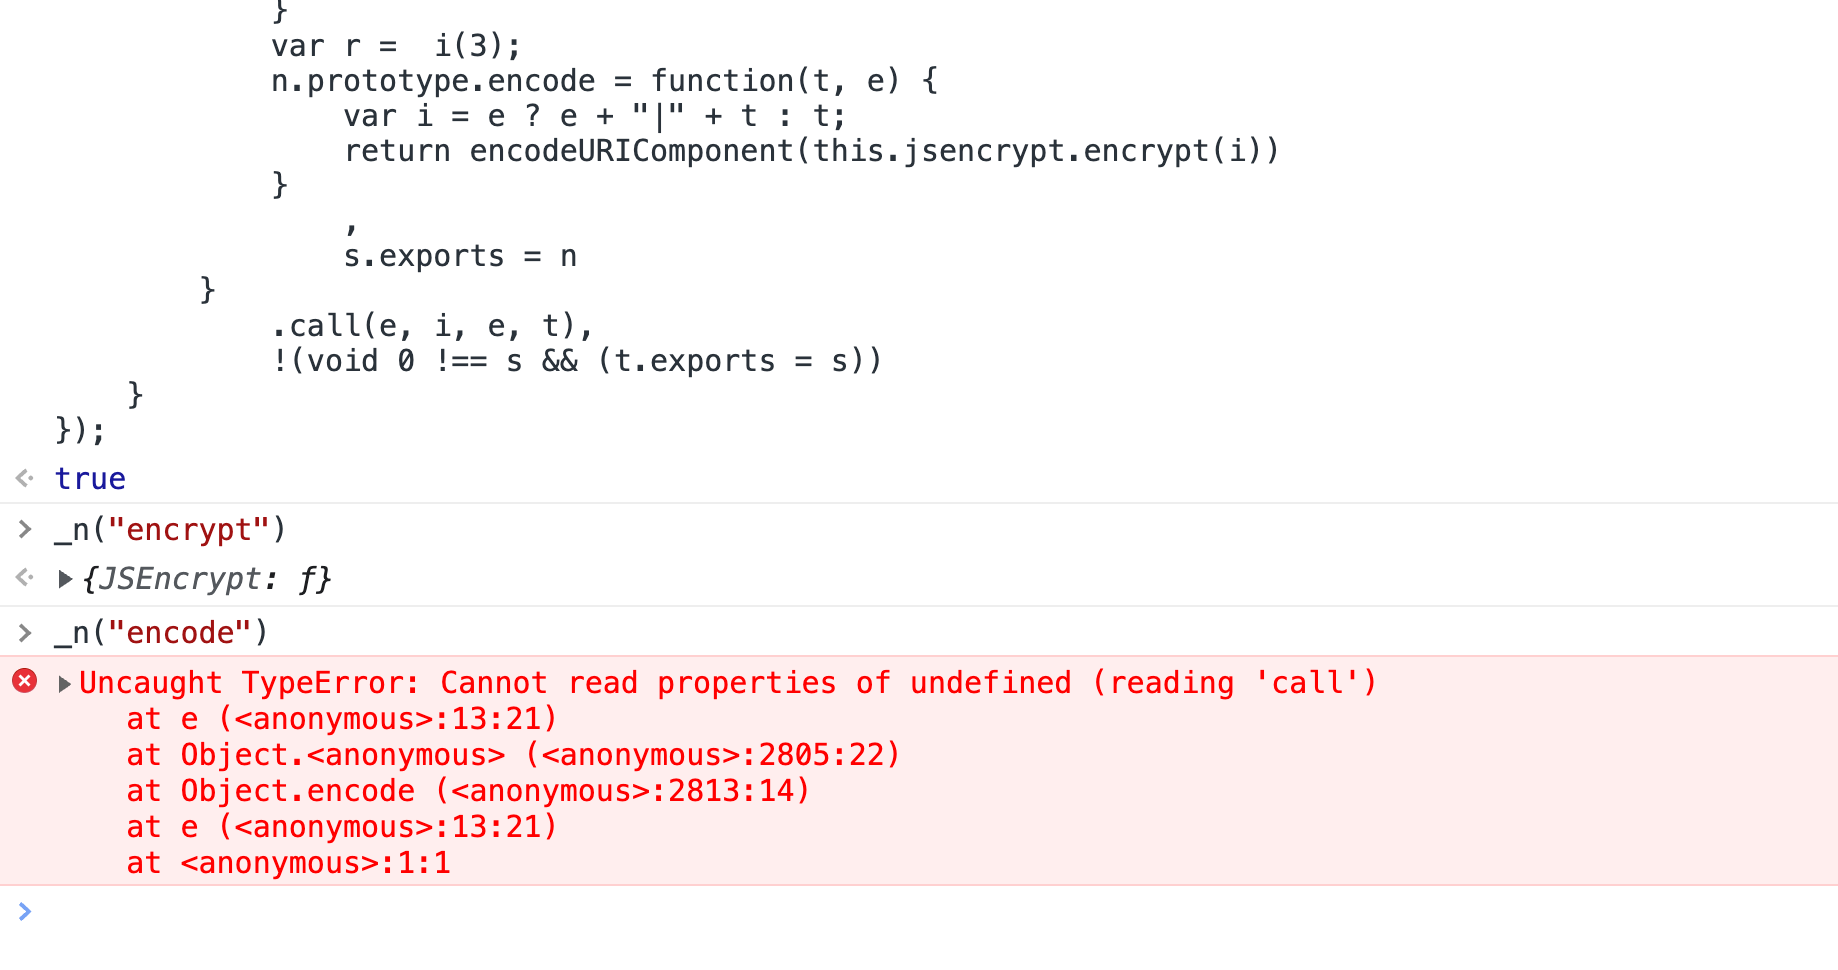 }
var r =  i(3);
n.prototype.encode = function(t, e) {
var i = e ? e + "|" + t : t;
return encodeURIComponent(this.jsencrypt.encrypt(i))
}
,
s.exports = n
}
.call(e, i, e, t),
!(void 0 !== s && (t.exports = s))
}
});
true
_n("encrypt")
{JSEncrypt: ƒ}
_n("encode")
Uncaught TypeError: Cannot read properties of undefined (reading 'call')
at e (<anonymous>:13:21)
at Object.<anonymous> (<anonymous>:2805:22)
at Object.encode (<anonymous>:2813:14)
at e (<anonymous>:13:21)
at <anonymous>:1:1